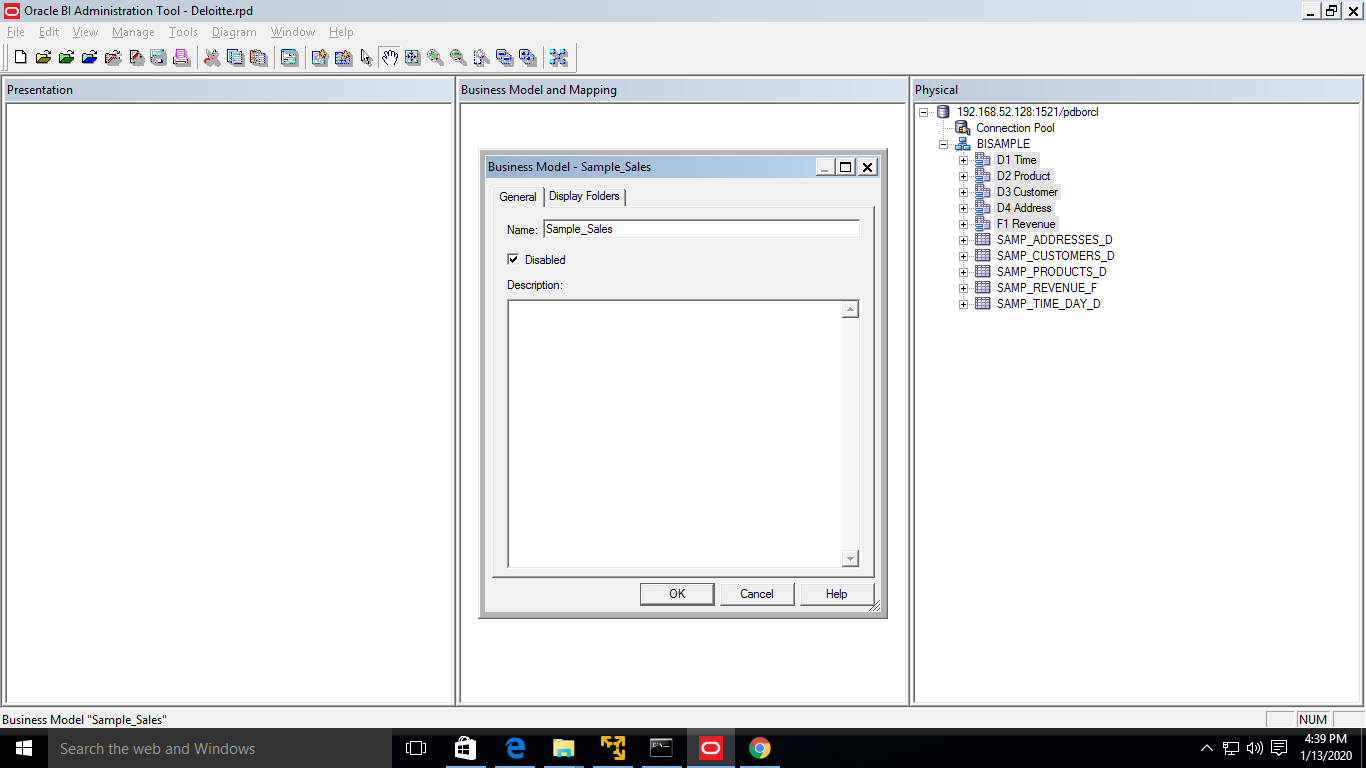 Oracle BI Administration Tool - Deloitte.rpd
File Edit View Manage Tools Diagram Window Help
Presentation
Business Model and Mapping
Physical
Business Model - Sample_Sales
General Display Folders
Name: Sample_Sales
Disabled
Description:
OK Cancel Help
192.168.52.128:1521/pdborcl
Connection Pool
BISAMPLE
D1 Time
D2 Product
D3 Customer
D4 Address
F1 Revenue
SAMP_ADDRESSES_D
SAMP_CUSTOMERS_D
SAMP_PRODUCTS_D
SAMP_REVENUE_F
SAMP_TIME_DAY_D
Business Model "Sample_Sales"
NUM
Search the web and Windows
4:39 PM
1/13/2020